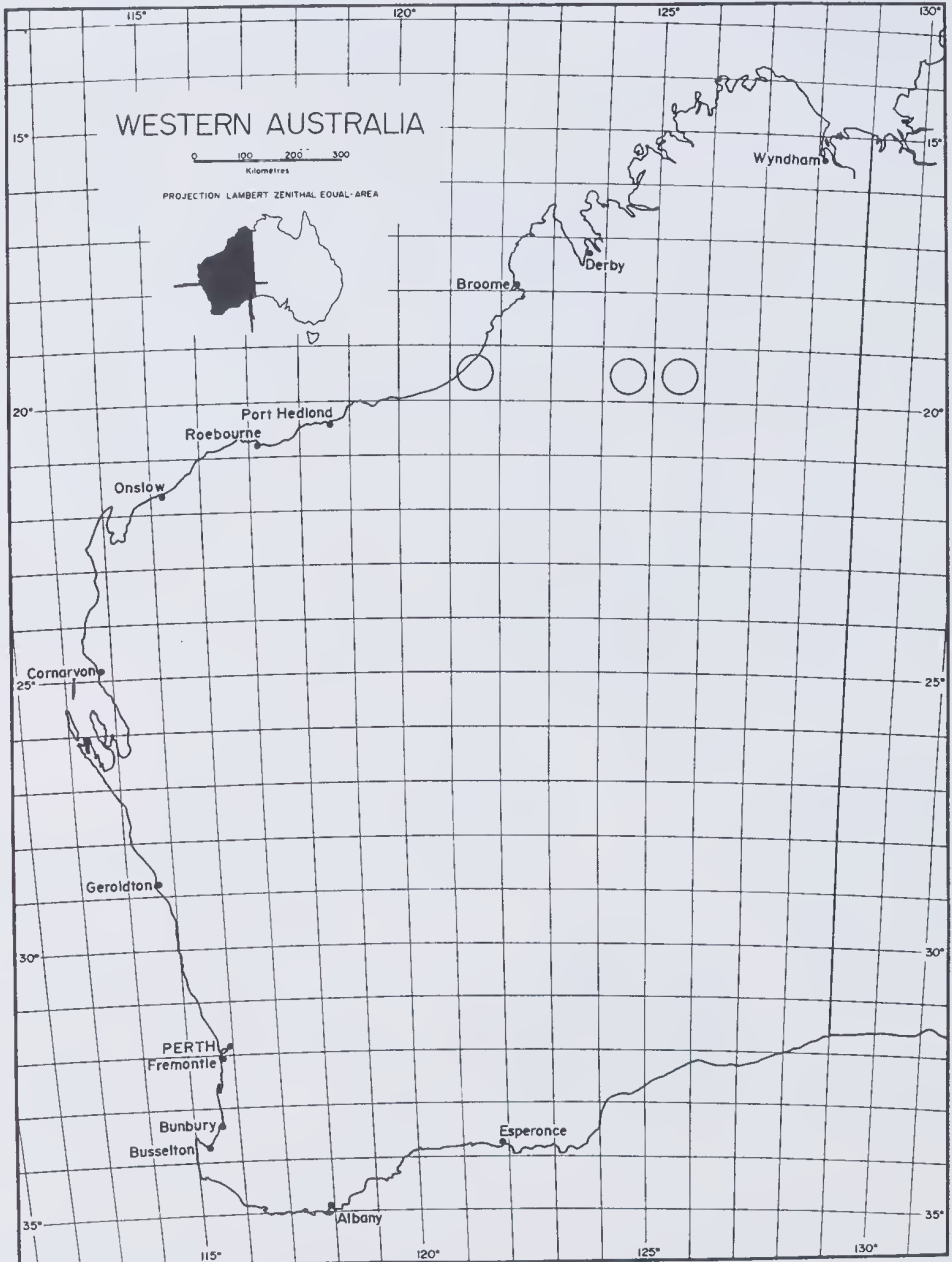 115° 120° 125° 130°
WESTERN AUSTRALIA
0 100 200 300
Kilometres
PROJECTION LAMBERT ZENITHAL EQUAL-AREA
15° 15°
Wyndham
Derby
Broome
20° 20°
Port Hedlond
Roebourne
Onslow
Cornarvon
25° 25°
Geroldton
30° 30°
PERTH
Fremontle
Bunbury
Busselton
Esperonce
Albany
35° 35°
115° 120° 125° 130°